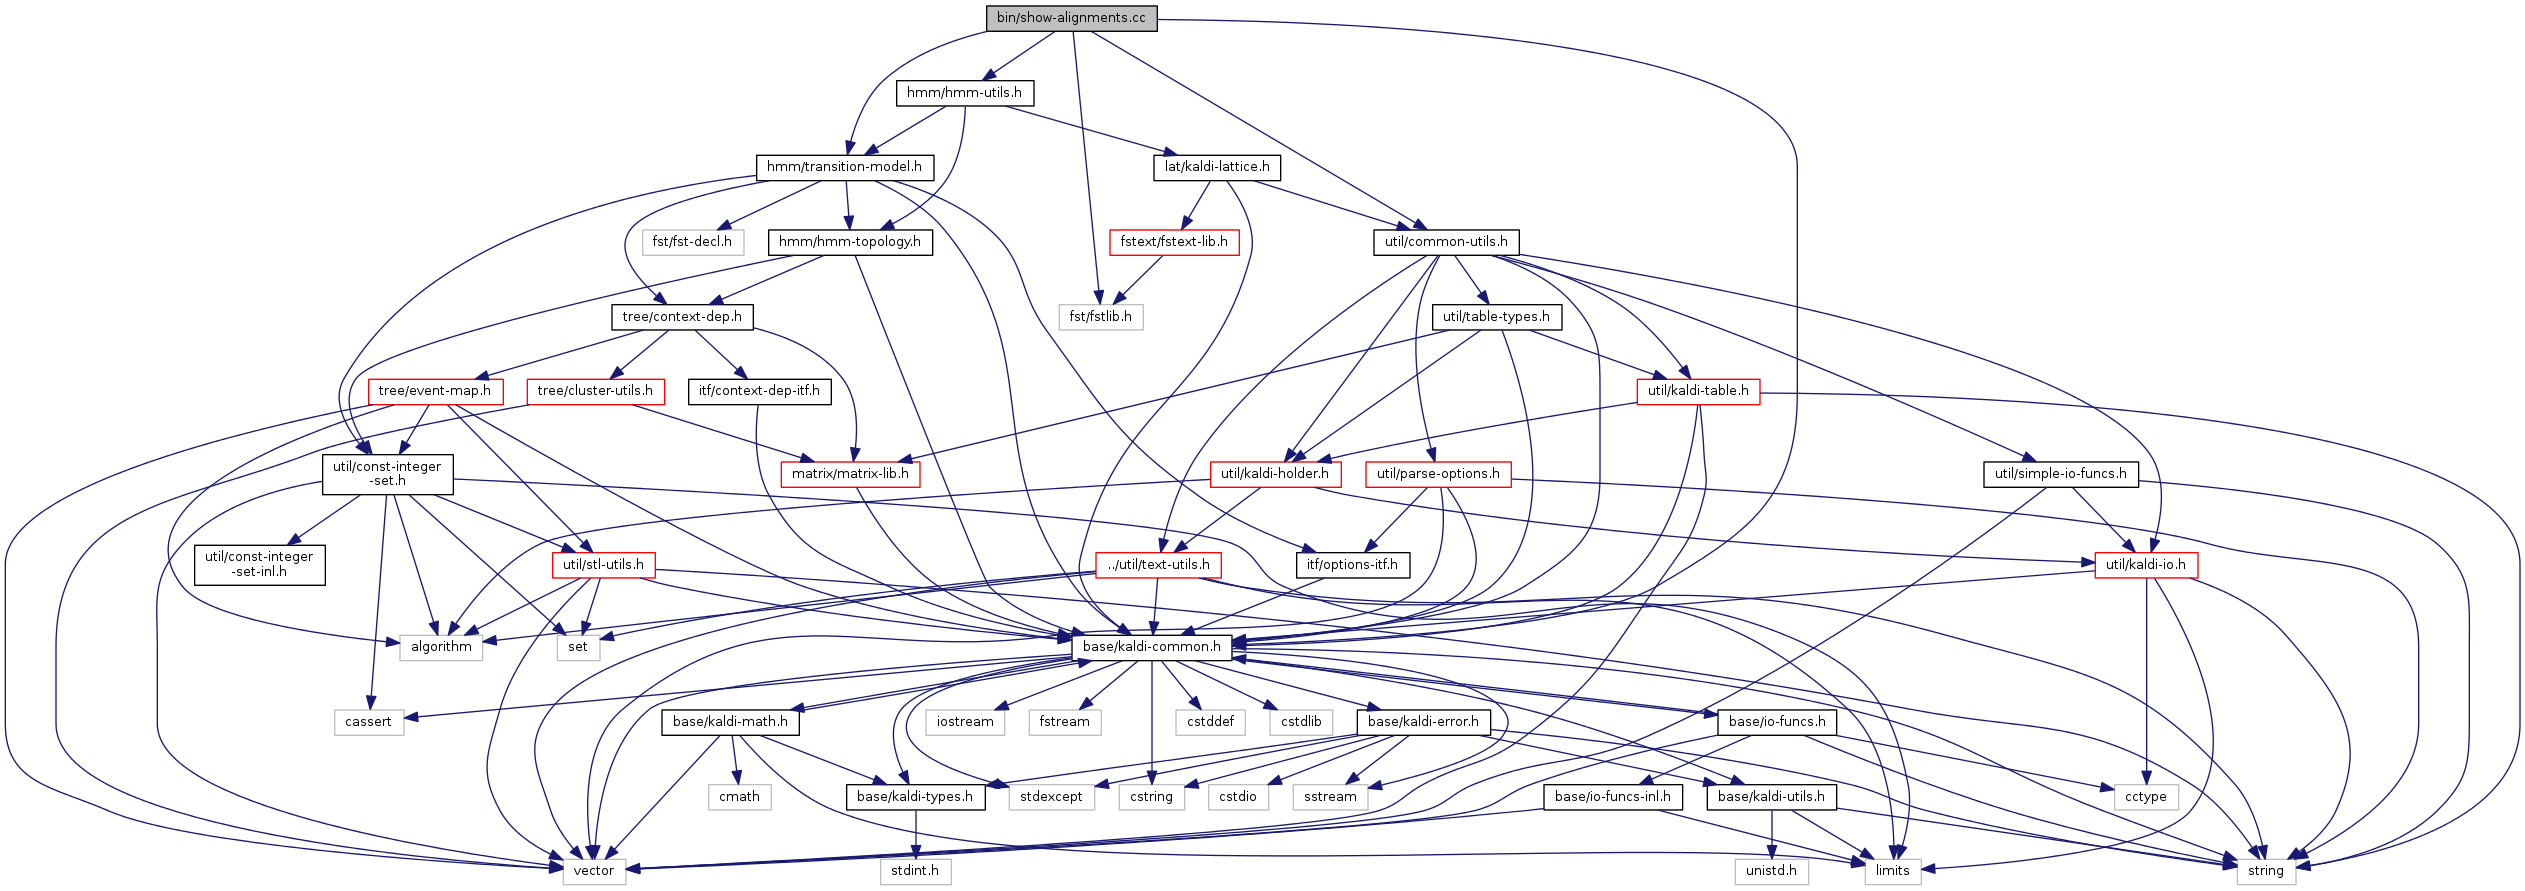 bin/show-alignments.cc
hmm/hmm-utils.h
hmm/transition-model.h
lat/kaldi-lattice.h
fst/fst-decl.h
hmm/hmm-topology.h
fstext/fstext-lib.h
util/common-utils.h
tree/context-dep.h
fst/fstlib.h
util/table-types.h
tree/event-map.h
tree/cluster-utils.h
itf/context-dep-itf.h
util/kaldi-table.h
util/const-integer
-set.h
matrix/matrix-lib.h
util/kaldi-holder.h
util/parse-options.h
util/simple-io-funcs.h
util/const-integer
-set-inl.h
util/stl-utils.h
../util/text-utils.h
itf/options-itf.h
util/kaldi-io.h
algorithm
set
base/kaldi-common.h
cassert
base/kaldi-math.h
iostream
fstream
cstddef
cstdlib
base/kaldi-error.h
base/io-funcs.h
cmath
base/kaldi-types.h
stdexcept
cstring
cstdio
sstream
base/io-funcs-inl.h
base/kaldi-utils.h
cctype
vector
stdint.h
unistd.h
limits
string